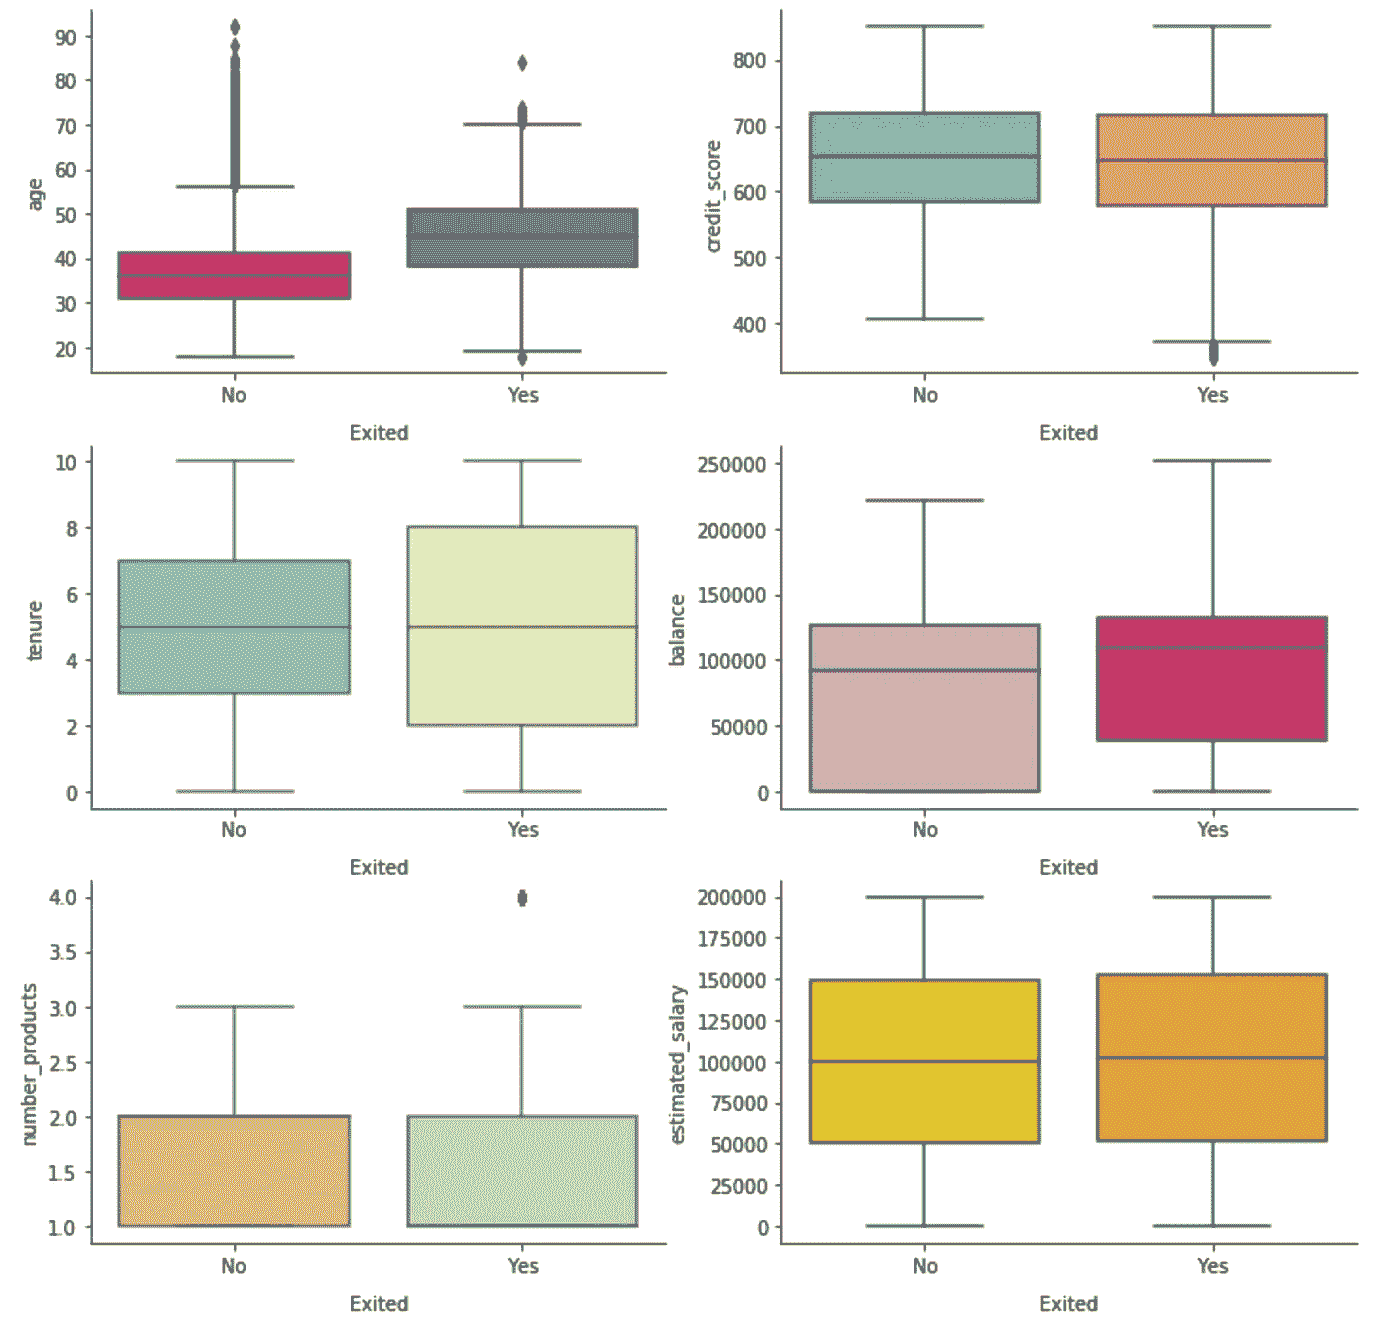 age
90
80
70
60
50
40
30
20
No
Yes
Exited
credit_score
800
700
600
500
400
No
Yes
Exited
tenure
10
8
6
4
2
0
No
Yes
Exited
balance
250000
200000
150000
100000
50000
0
No
Yes
Exited
number_products
4.0
3.5
3.0
2.5
2.0
1.5
1.0
No
Yes
Exited
estimated_salary
200000
175000
150000
125000
100000
75000
50000
25000
0
No
Yes
Exited